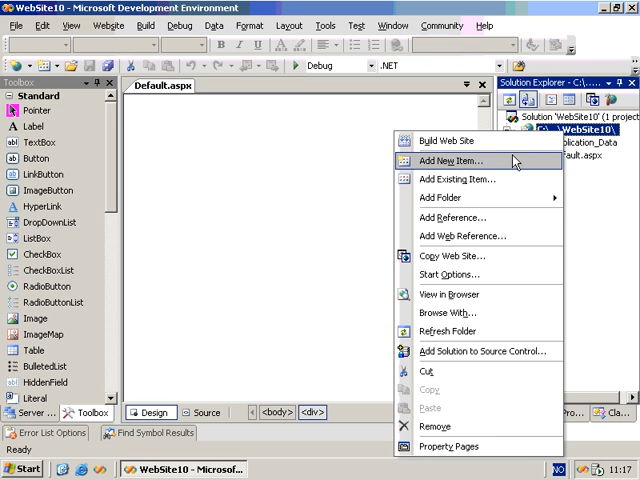 WebSite10 - Microsoft Development Environment
File Edit View Website Build Debug Data Format Layout Tools Test Window Community Help
Debug .NET
Toolbox
Standard
Pointer
Label
TextBox
Button
LinkButton
ImageButton
HyperLink
DropDownList
ListBox
CheckBox
CheckBoxList
RadioButton
RadioButtonList
Image
ImageMap
Table
BulletedList
HiddenField
Literal
Server ... Toolbox
Default.aspx
Design Source <body> <div>
Solution Explorer - C:\...
Solution 'WebSite10' (1 project
C:\...\WebSite10\
plication_Data
fault.aspx
Build Web Site
Add New Item...
Add Existing Item...
Add Folder
Add Reference...
Add Web Reference...
Copy Web Site...
Start Options...
View in Browser
Browse With...
Refresh Folder
Add Solution to Source Control...
Cut
Copy
Paste
Remove
Property Pages
Pro... Cla...
Error List Options Find Symbol Results
Ready
Start WebSite10 - Microsof... NO 11:17